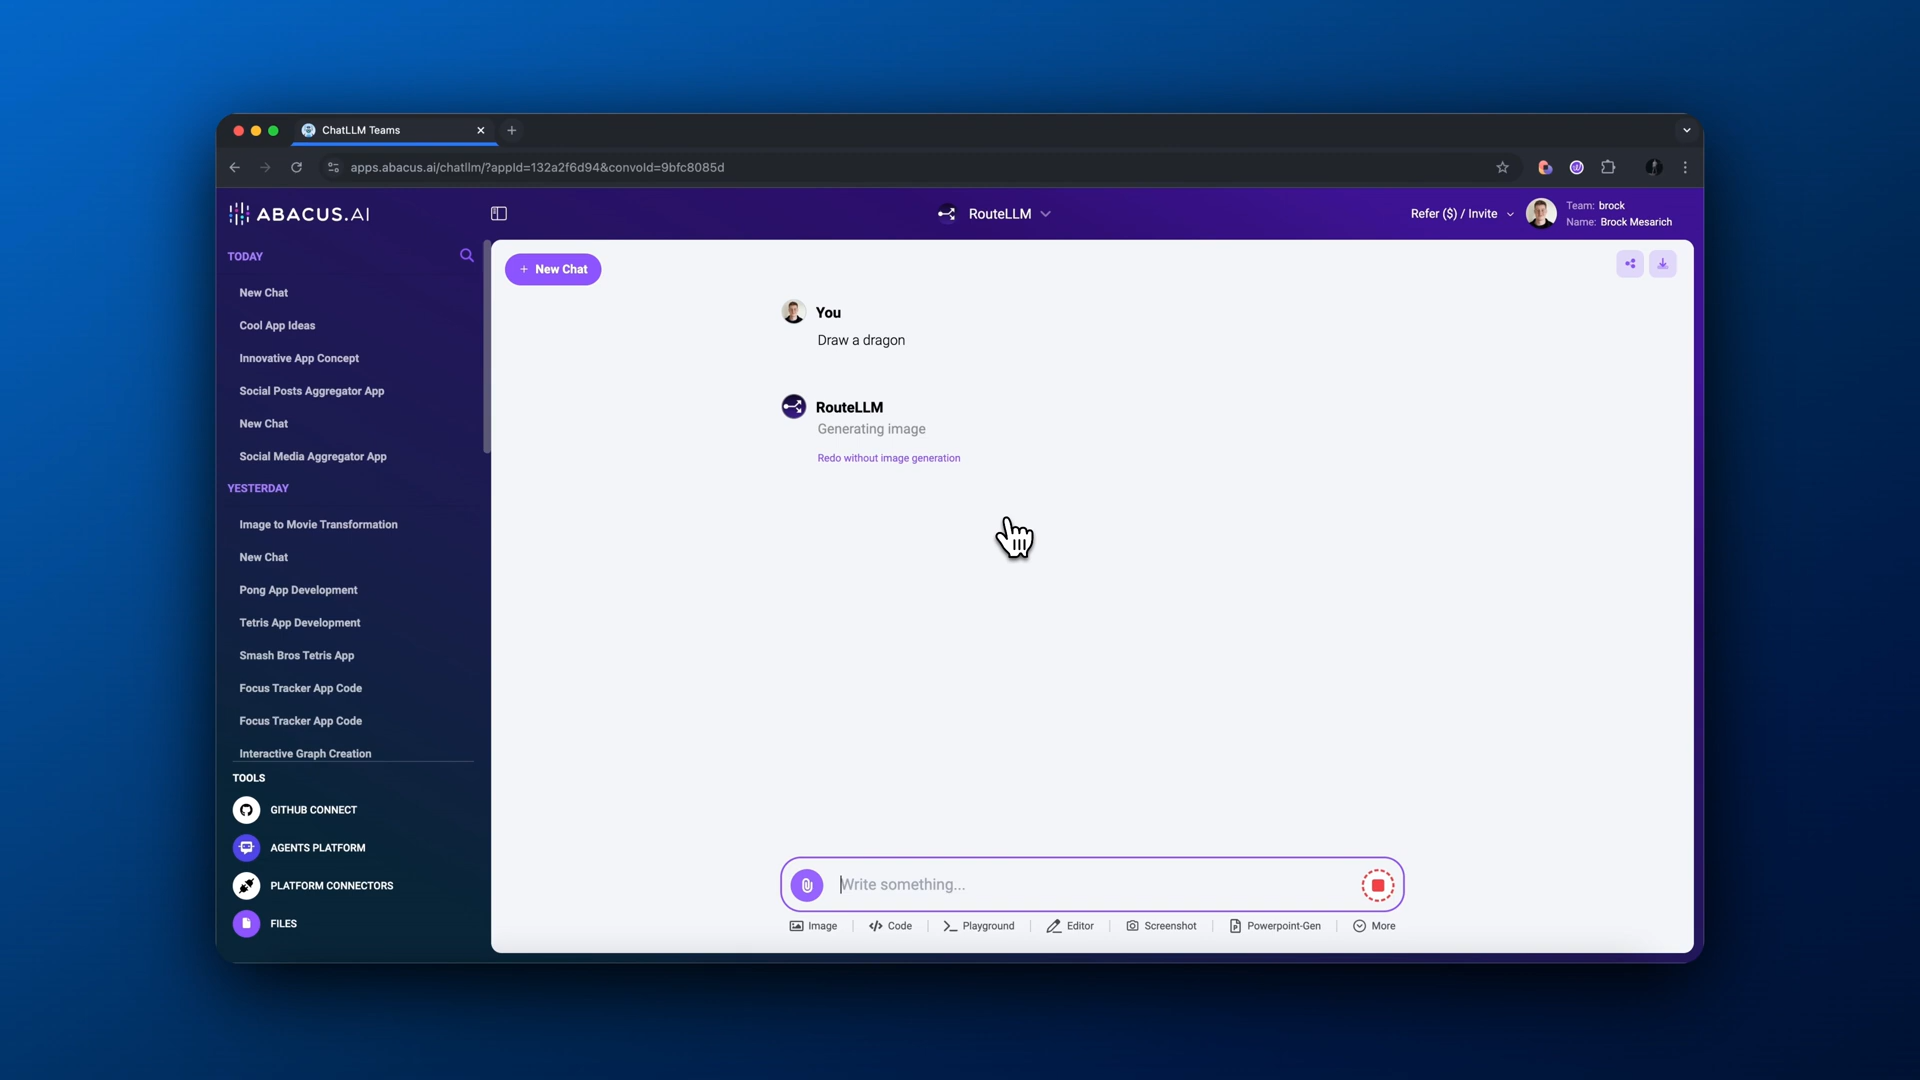 ChatLLM Teams
apps.abacus.ai/chatllm/?appId=132a2f6d94&convoId=9bfc8085d
ABACUS.AI
RouteLLM
Refer ($) / Invite
Team: brock
Name: Brock Mesarich
TODAY
New Chat
Cool App Ideas
Innovative App Concept
Social Posts Aggregator App
New Chat
Social Media Aggregator App
YESTERDAY
Image to Movie Transformation
New Chat
Pong App Development
Tetris App Development
Smash Bros Tetris App
Focus Tracker App Code
Focus Tracker App Code
Interactive Graph Creation
TOOLS
GITHUB CONNECT
AGENTS PLATFORM
PLATFORM CONNECTORS
FILES
+ New Chat
You
Draw a dragon
RouteLLM
Generating image
Redo without image generation
Write something...
Image
Code
Playground
Editor
Screenshot
Powerpoint-Gen
More